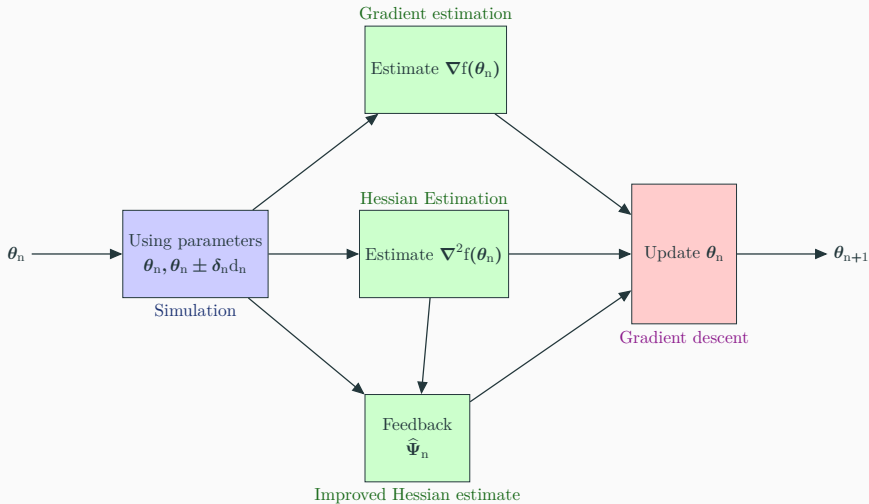 Gradient estimation
Estimate ∇f(θₙ)
Hessian Estimation
θₙ
Using parameters
θₙ, θₙ ± δₙdₙ
Simulation
Estimate ∇²f(θₙ)
Update θₙ
Gradient descent
θₙ₊₁
Feedback
Ψ̂ₙ
Improved Hessian estimate